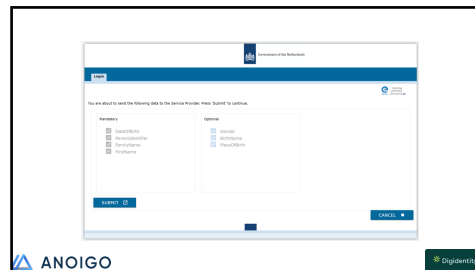 Government of the Netherlands
Login
You are about to send the following data to the Service Provider. Press 'Submit' to continue.
Mandatory
DateOfBirth
PersonIdentifier
FamilyName
FirstName
Optional
Gender
BirthName
PlaceOfBirth
SUBMIT
CANCEL
ANOIGO
Digidentity